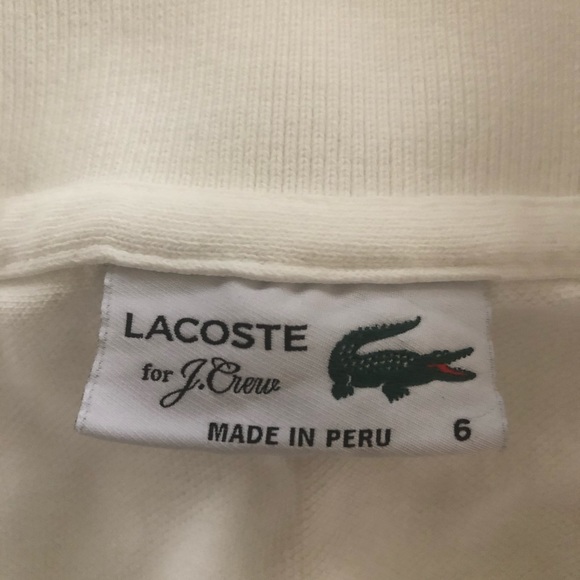 LACOSTE
for J.Crew
MADE IN PERU 6